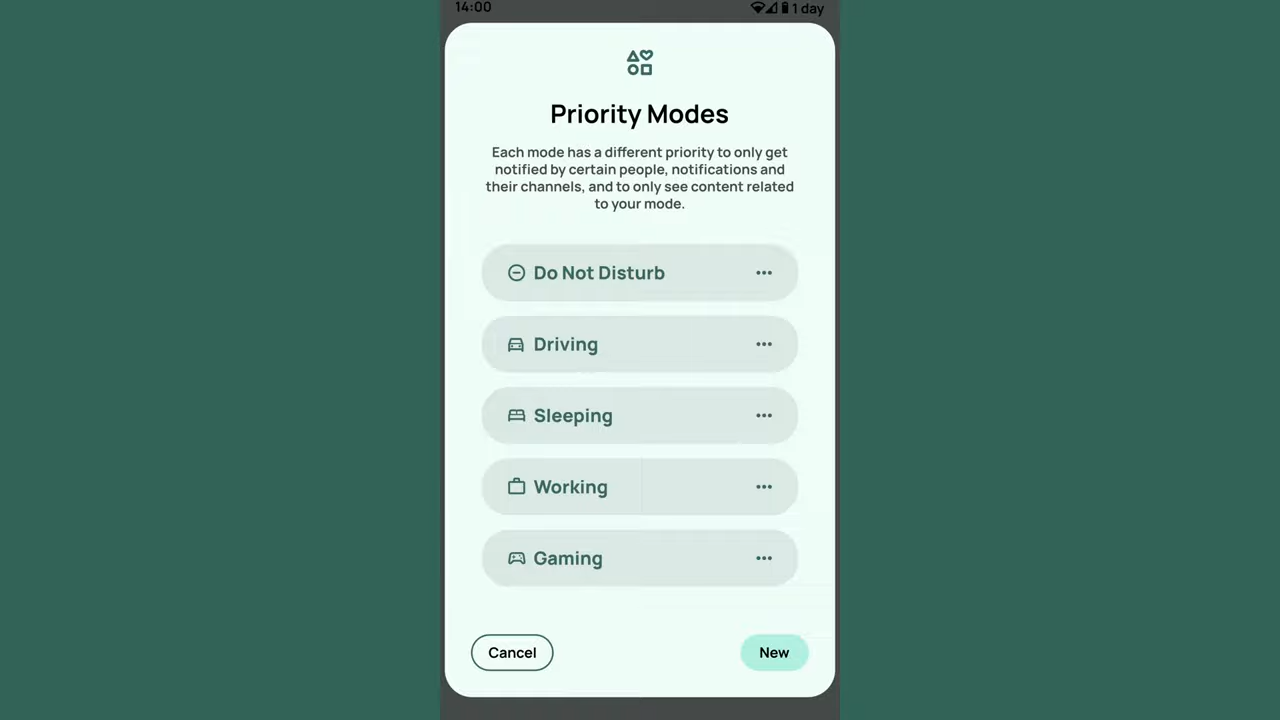 14:00
1 day
Priority Modes
Each mode has a different priority to only get
notified by certain people, notifications and
their channels, and to only see content related
to your mode.
Do Not Disturb
Driving
Sleeping
Working
Gaming
Cancel
New